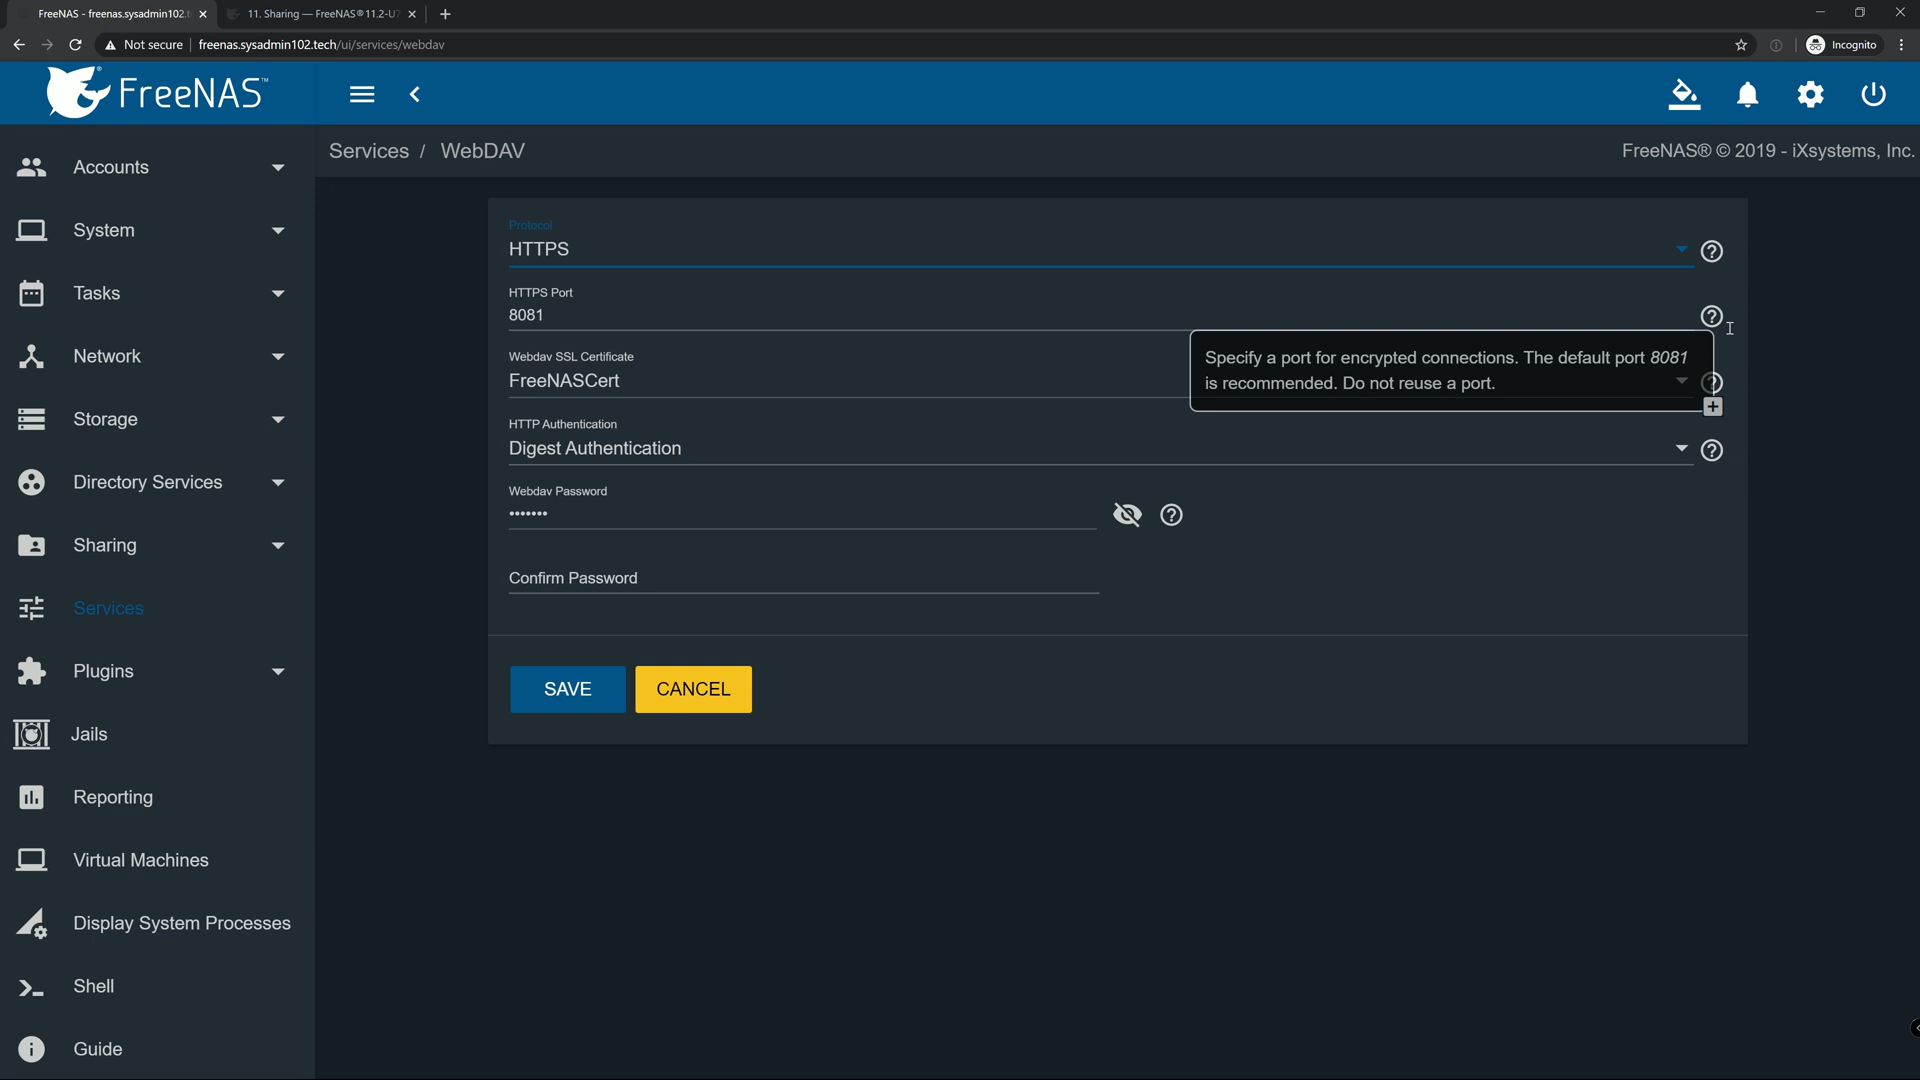 FreeNAS - freenas.sysadmin102.t
11. Sharing — FreeNAS®11.2-U7
Not secure
freenas.sysadmin102.tech/ui/services/webdav
Incognito
FreeNAS™
Services / WebDAV
FreeNAS® © 2019 - iXsystems, Inc.
Accounts
System
Tasks
Network
Storage
Directory Services
Sharing
Services
Plugins
Jails
Reporting
Virtual Machines
Display System Processes
Shell
Guide
Protocol
HTTPS
HTTPS Port
8081
Specify a port for encrypted connections. The default port 8081
is recommended. Do not reuse a port.
Webdav SSL Certificate
FreeNASCert
HTTP Authentication
Digest Authentication
Webdav Password
•••••••
Confirm Password
SAVE
CANCEL